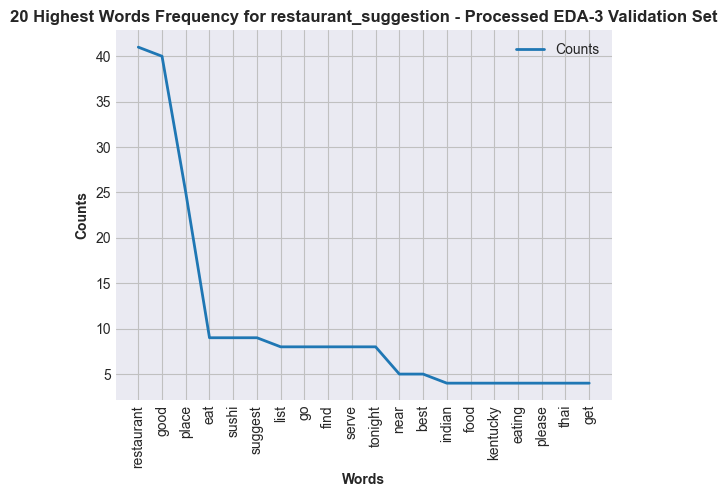 20 Highest Words Frequency for restaurant_suggestion - Processed EDA-3 Validation Set
Counts
40
35
30
25
20
15
10
5
Counts
restaurant
good
place
eat
sushi
suggest
list
go
find
serve
tonight
near
best
indian
food
kentucky
eating
please
thai
get
Words